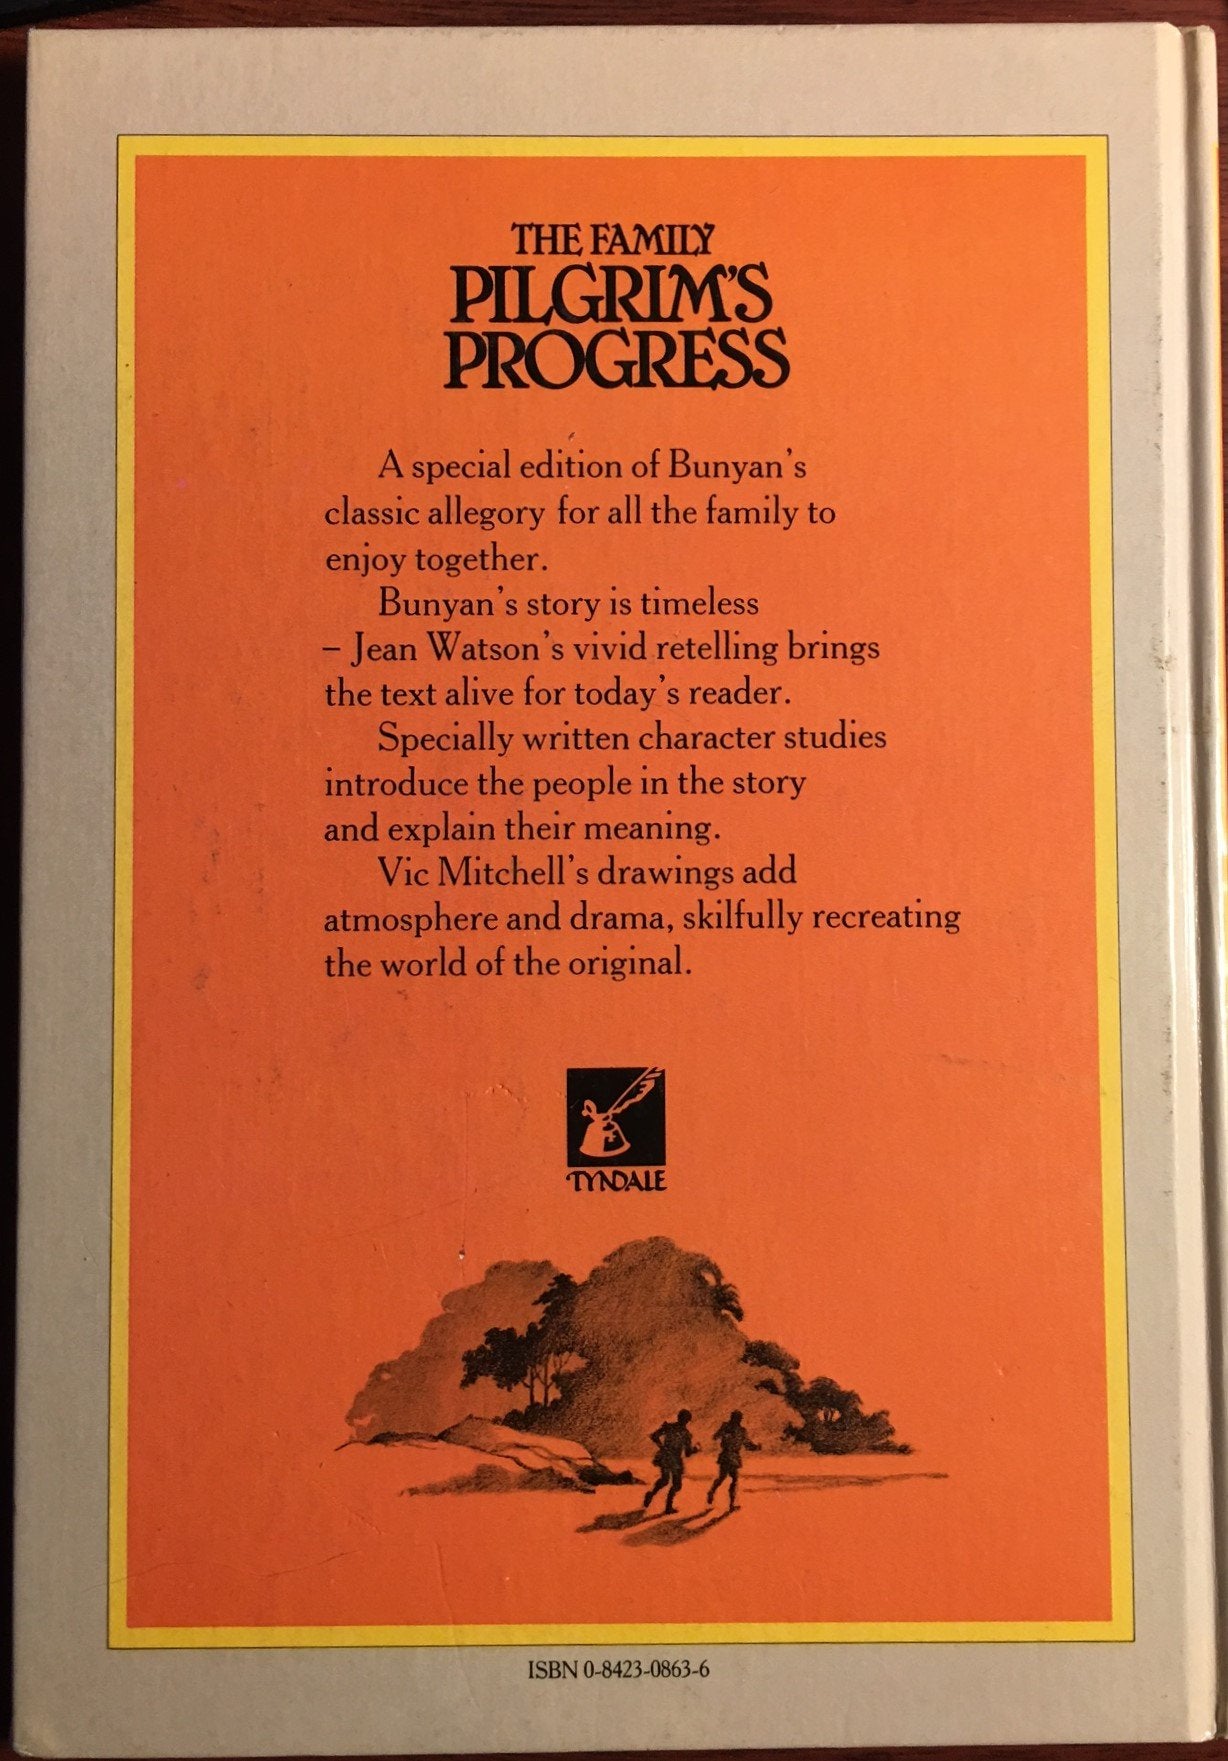 THE FAMILY
PILGRIM'S
PROGRESS
A special edition of Bunyan's
classic allegory for all the family to
enjoy together.
Bunyan's story is timeless
– Jean Watson's vivid retelling brings
the text alive for today's reader.
Specially written character studies
introduce the people in the story
and explain their meaning.
Vic Mitchell's drawings add
atmosphere and drama, skilfully recreating
the world of the original.
TYNDALE
ISBN 0-8423-0863-6